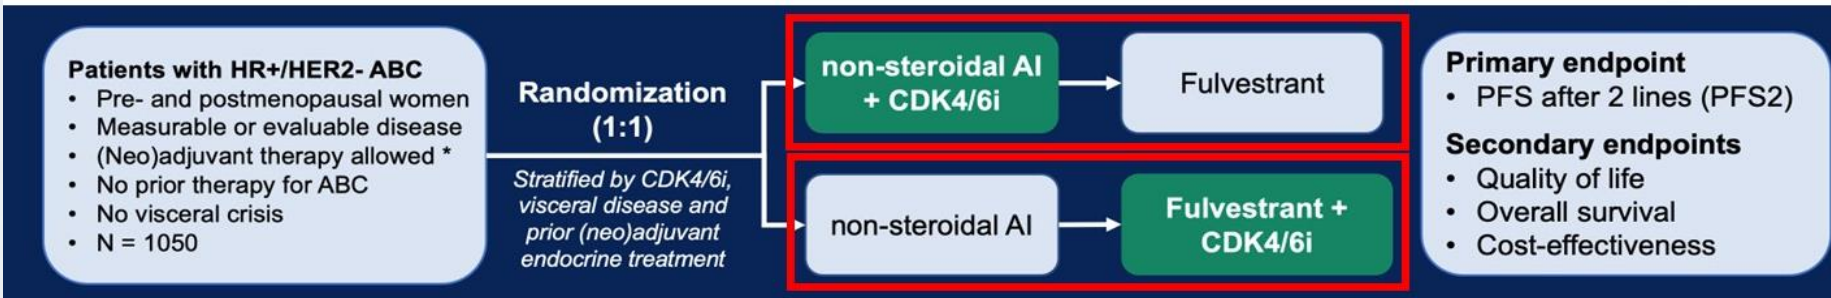 Patients with HR+/HER2- ABC
• Pre- and postmenopausal women
• Measurable or evaluable disease
• (Neo)adjuvant therapy allowed *
• No prior therapy for ABC
• No visceral crisis
• N = 1050
Randomization
(1:1)
Stratified by CDK4/6i,
visceral disease and
prior (neo)adjuvant
endocrine treatment
non-steroidal AI
+ CDK4/6i
Fulvestrant
non-steroidal AI
Fulvestrant +
CDK4/6i
Primary endpoint
• PFS after 2 lines (PFS2)
Secondary endpoints
• Quality of life
• Overall survival
• Cost-effectiveness